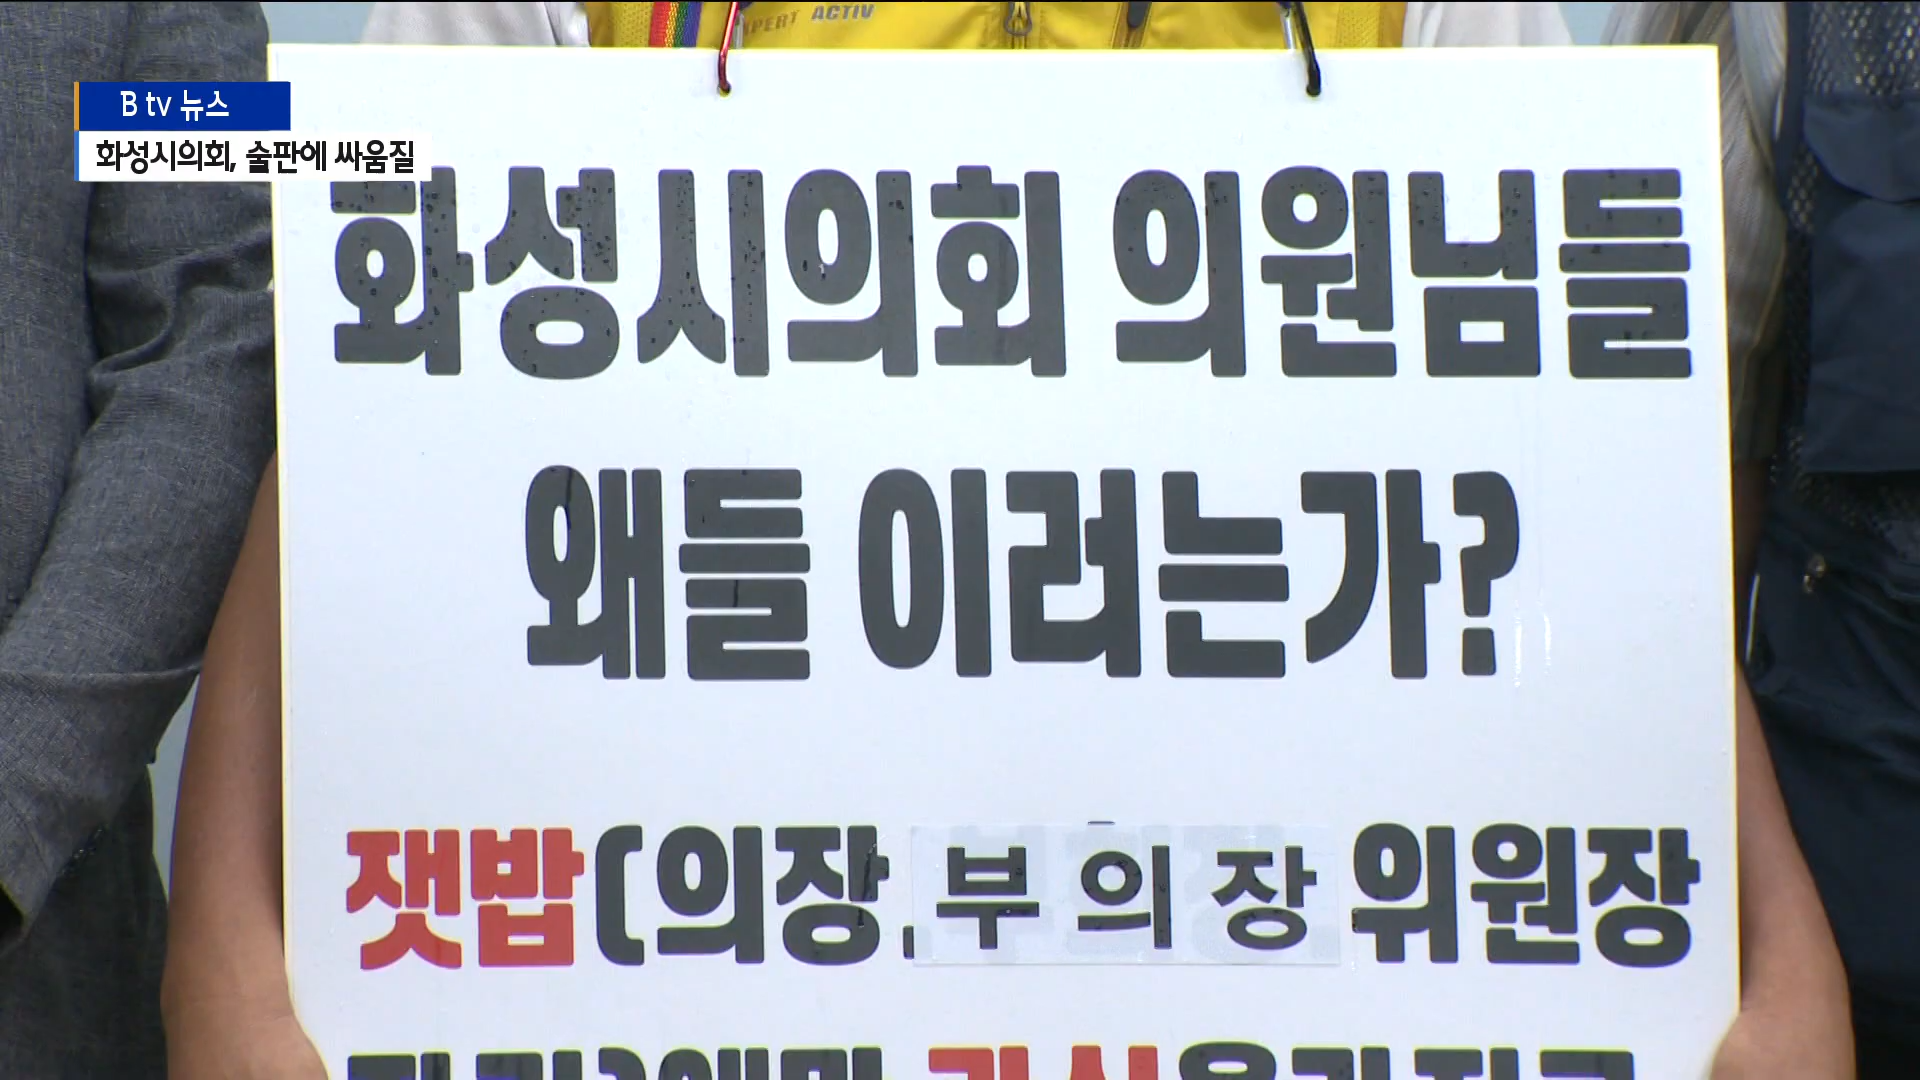 EXPERT ACTIV
B tv 뉴스
화성시의회, 술판에 싸움질
화성시의회 의원님들
왜들 이러는가?
잿밥(의장, 부의장 위원장